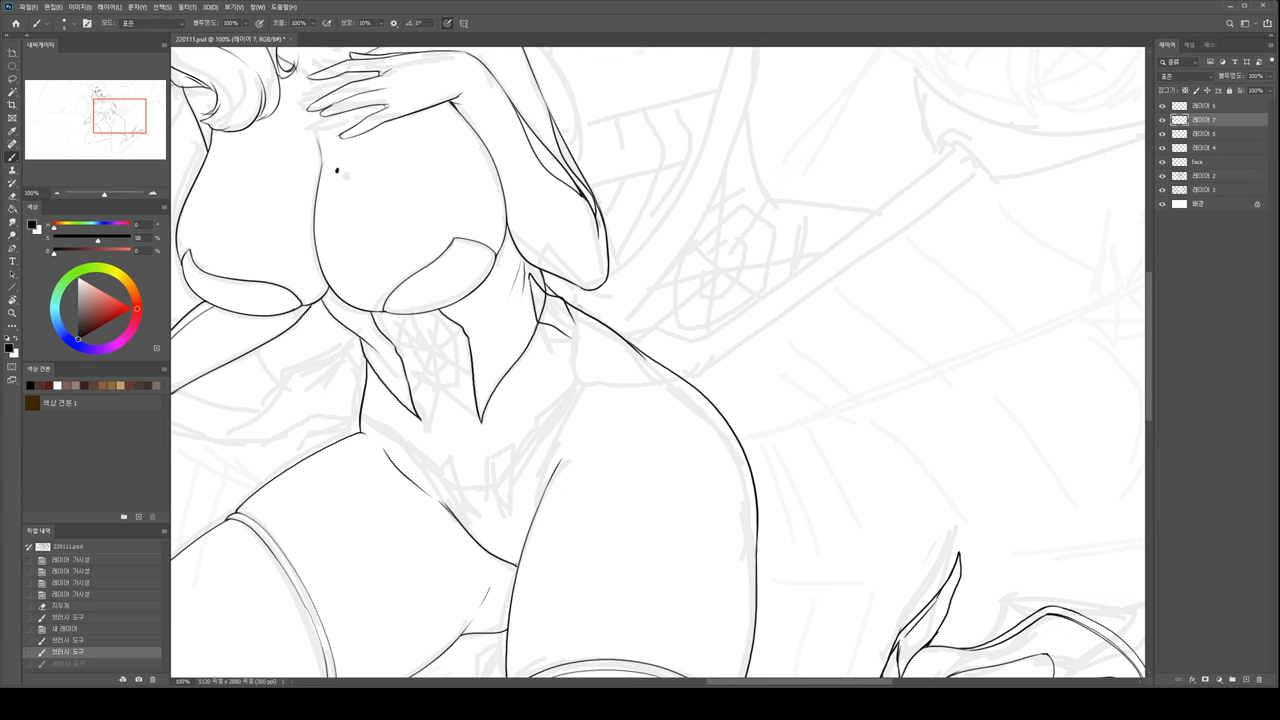 파일(F) 편집(E) 이미지(I) 레이어(L) 문자(Y) 선택(S) 필터(T) 3D(D) 보기(V) 창(W) 도움말(H)
모드: 표준 불투명도: 100% 흐름: 100% 보정: 10% 0°
220111.psd @ 100% (레이어 7, RGB/8#) *
내비게이터
100%
색상
H 0 °
S 58 %
B 0 %
색상 견본
색상 견본 1
작업 내역
220111.psd
레이어 가시성
레이어 가시성
레이어 가시성
레이어 가시성
지우개
브러시 도구
새 레이어
브러시 도구
브러시 도구
브러시 도구
100% 5120 픽셀 x 2880 픽셀 (300 ppi)
레이어 채널 패스
종류
표준 불투명도: 100%
잠그기: 칠: 100%
레이어 6
레이어 7
레이어 5
레이어 4
face
레이어 2
레이어 3
배경